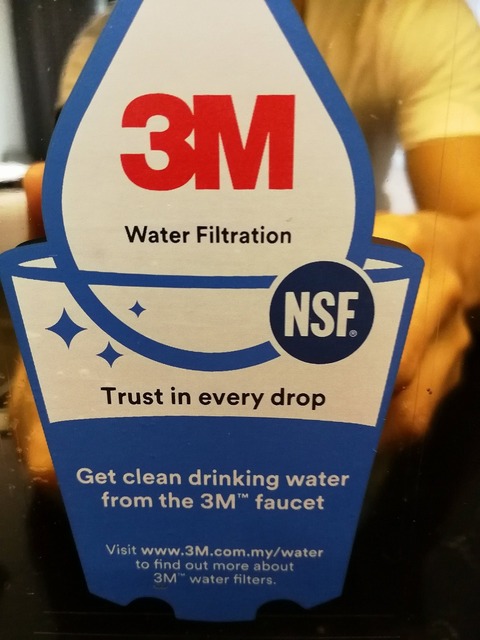 3M
Water Filtration
NSF®
Trust in every drop
Get clean drinking water
from the 3M™ faucet
Visit www.3M.com.my/water
to find out more about
3M™ water filters.